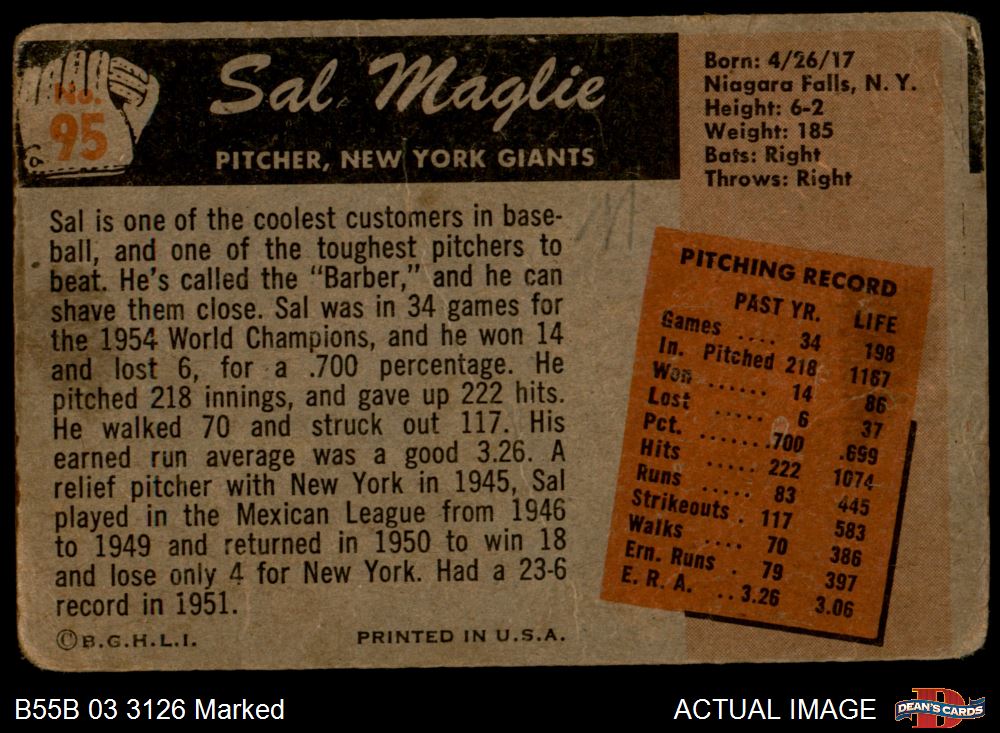 No.
95
Sal Maglie
PITCHER, NEW YORK GIANTS
Born: 4/26/17
Niagara Falls, N. Y.
Height: 6-2
Weight: 185
Bats: Right
Throws: Right
Sal is one of the coolest customers in base-
ball, and one of the toughest pitchers to
beat. He's called the "Barber," and he can
shave them close. Sal was in 34 games for
the 1954 World Champions, and he won 14
and lost 6, for a .700 percentage. He
pitched 218 innings, and gave up 222 hits.
He walked 70 and struck out 117. His
earned run average was a good 3.26. A
relief pitcher with New York in 1945, Sal
played in the Mexican League from 1946
to 1949 and returned in 1950 to win 18
and lose only 4 for New York. Had a 23-6
record in 1951.
PITCHING RECORD
PAST YR. LIFE
Games .... 34 198
In. Pitched 218 1167
Won ...... 14 86
Lost ..... 6 37
Pct. .......700 .699
Hits ..... 222 1074
Runs ..... 83 445
Strikeouts . 117 583
Walks .... 70 386
Ern. Runs . 79 397
E. R. A. ..3.26 3.06
©B.G.H.L.I. PRINTED IN U.S.A.
B55B 03 3126 Marked
ACTUAL IMAGE
DEAN'S CARDS